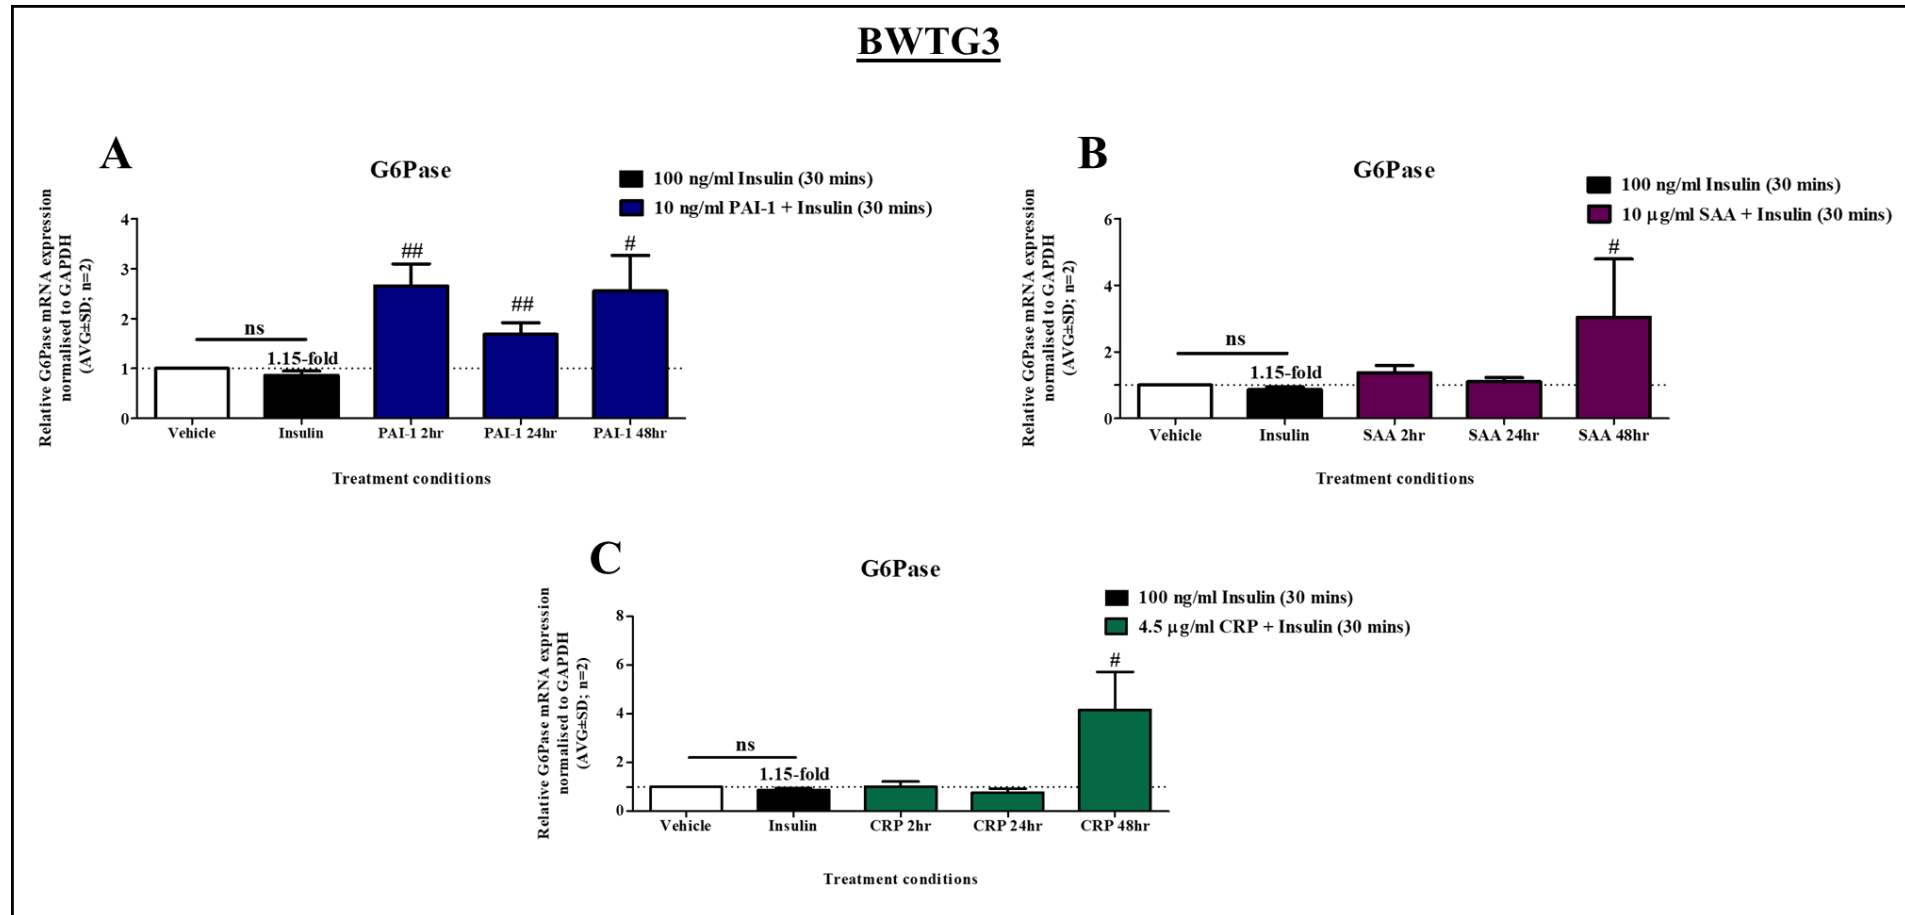 BWTG3
A
G6Pase
100 ng/ml Insulin (30 mins)
10 ng/ml PAI-1 + Insulin (30 mins)
Relative G6Pase mRNA expression
normalised to GAPDH
(AVG±SD; n=2)
4
3
2
1
0
##
##
#
ns
1.15-fold
Vehicle
Insulin
PAI-1 2hr
PAI-1 24hr
PAI-1 48hr
Treatment conditions
B
G6Pase
100 ng/ml Insulin (30 mins)
10 µg/ml SAA + Insulin (30 mins)
Relative G6Pase mRNA expression
normalised to GAPDH
(AVG±SD; n=2)
6
4
2
0
#
ns
1.15-fold
Vehicle
Insulin
SAA 2hr
SAA 24hr
SAA 48hr
Treatment conditions
C
G6Pase
100 ng/ml Insulin (30 mins)
4.5 µg/ml CRP + Insulin (30 mins)
Relative G6Pase mRNA expression
normalised to GAPDH
(AVG±SD; n=2)
8
6
4
2
0
#
ns
1.15-fold
Vehicle
Insulin
CRP 2hr
CRP 24hr
CRP 48hr
Treatment conditions